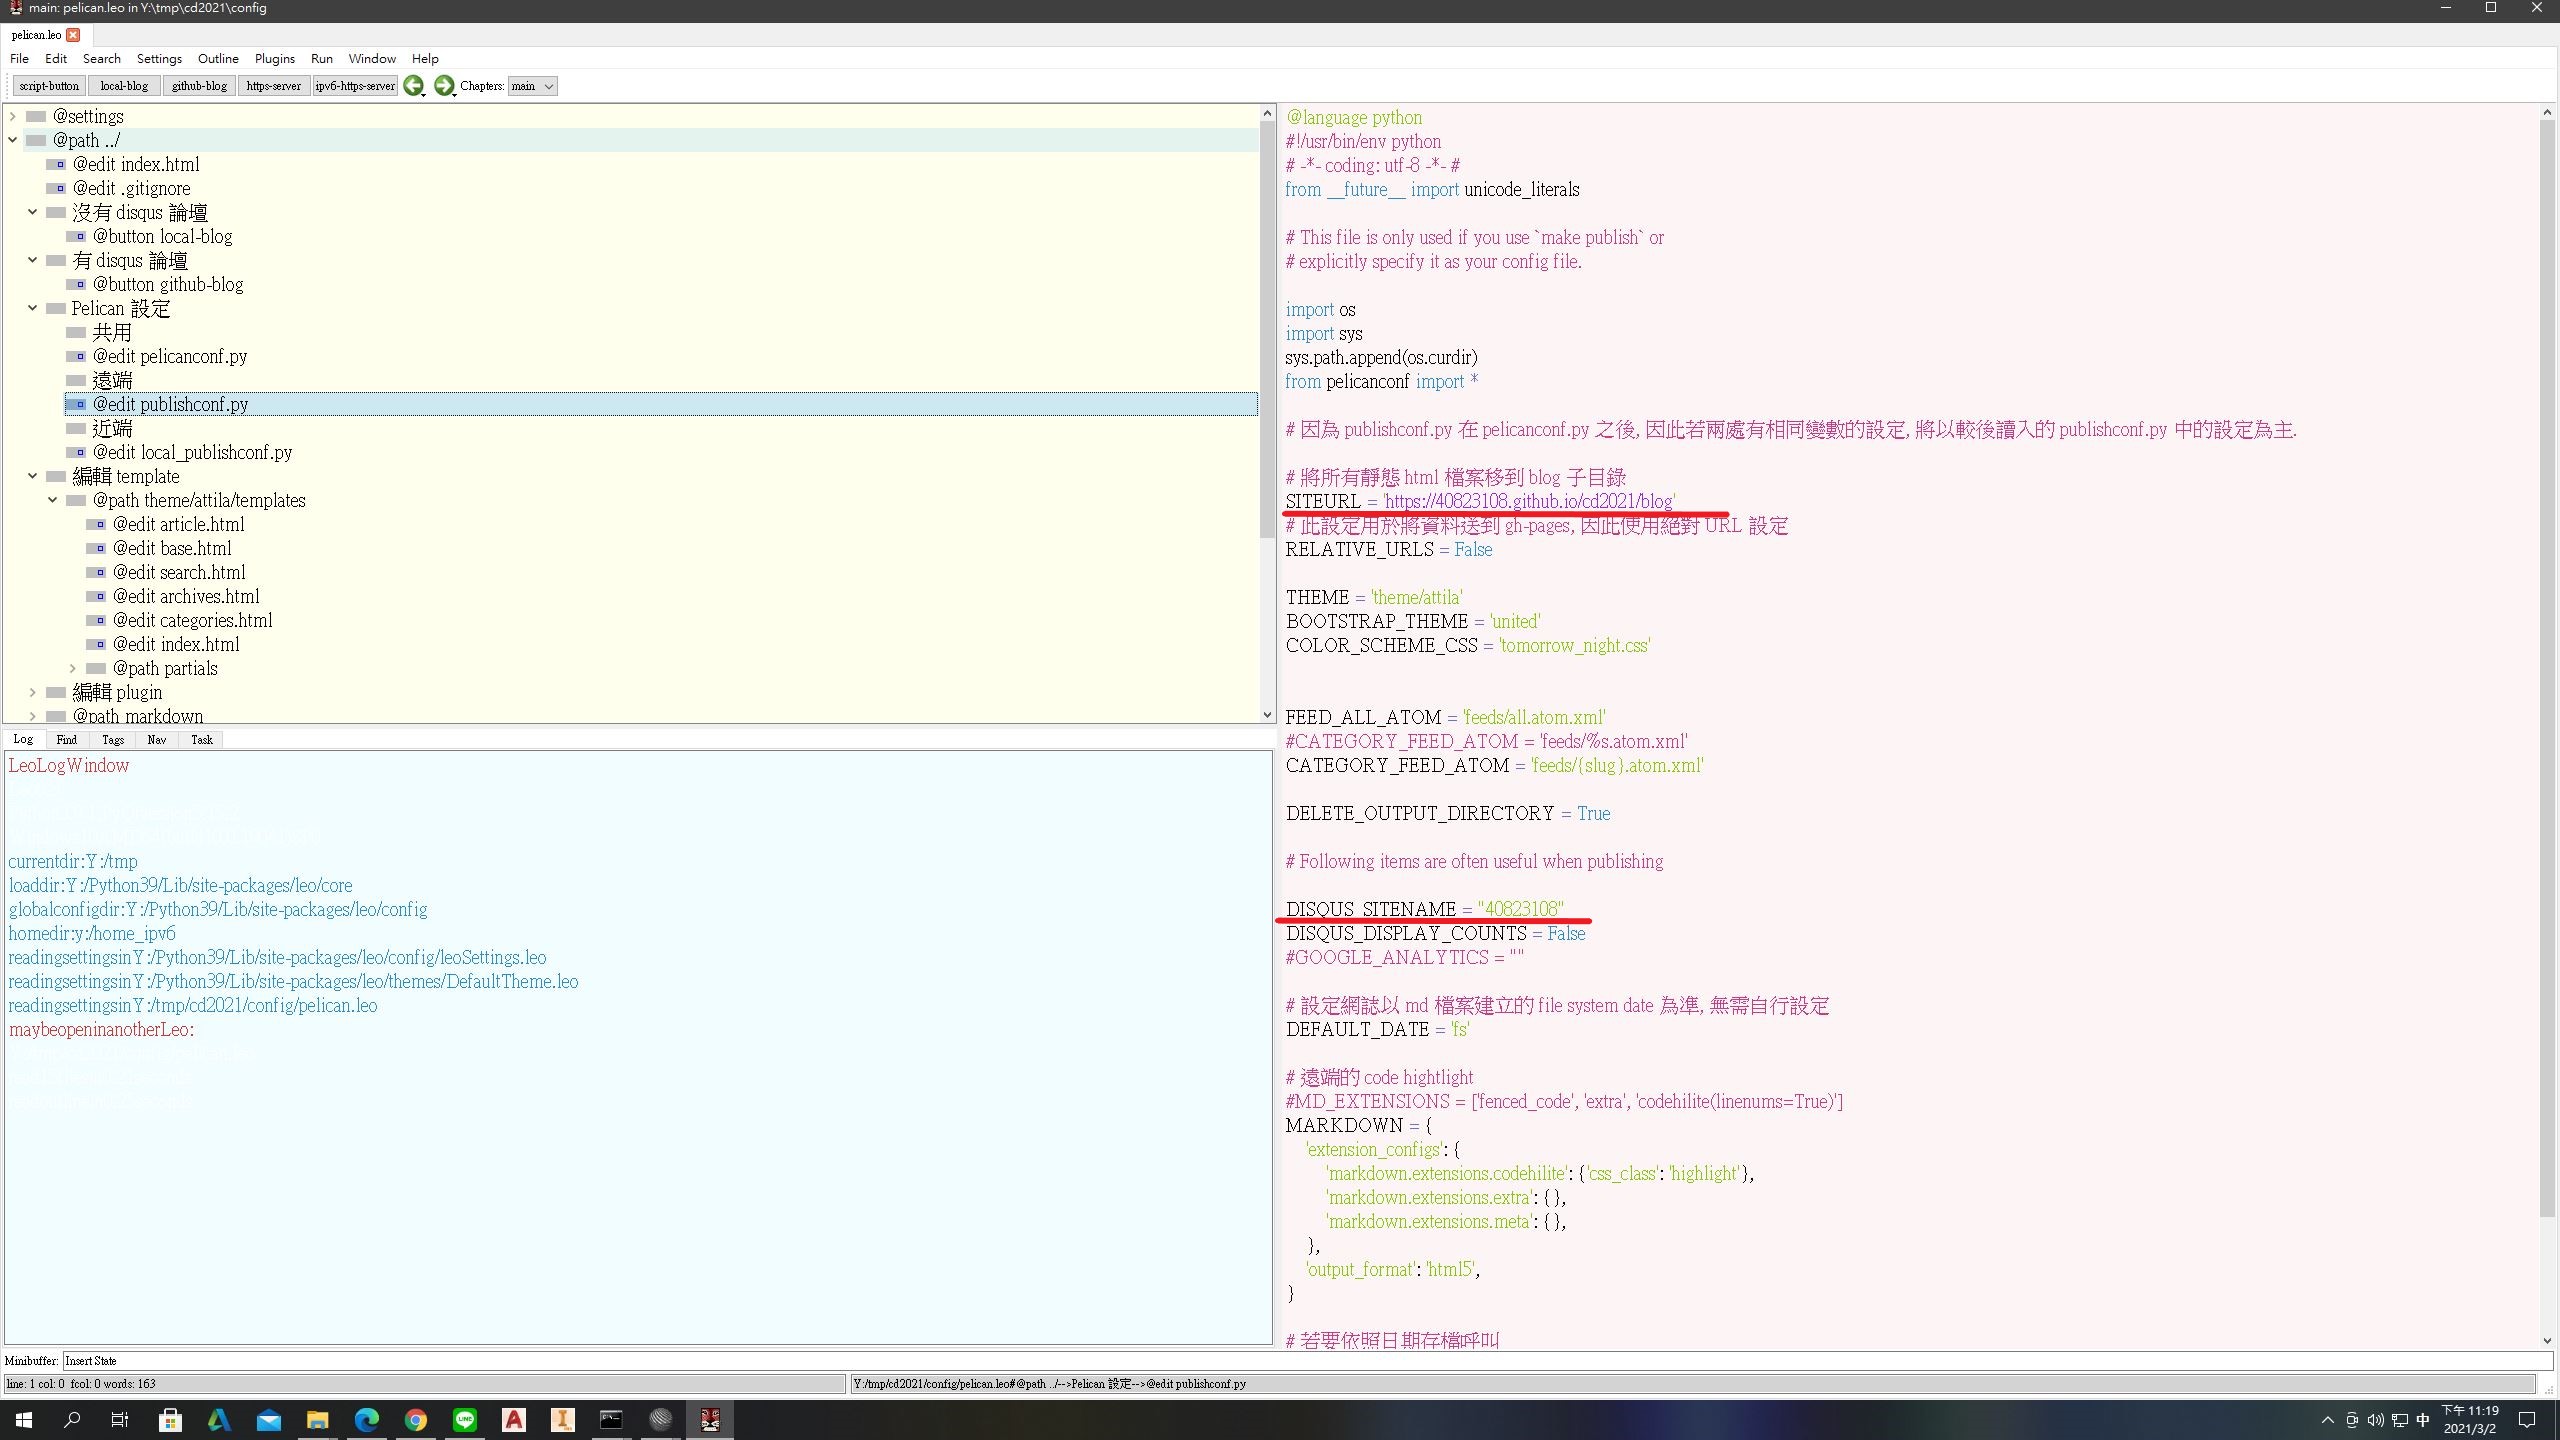 main: pelican.leo in Y:\tmp\cd2021\config
pelican.leo
File Edit Search Settings Outline Plugins Run Window Help
script-button local-blog github-blog https-server ipv6-https-server Chapters: main
@settings
@path ../
@edit index.html
@edit .gitignore
沒有 disqus 論壇
@button local-blog
有 disqus 論壇
@button github-blog
Pelican 設定
共用
@edit pelicanconf.py
遠端
@edit publishconf.py
近端
@edit local_publishconf.py
編輯 template
@path theme/attila/templates
@edit article.html
@edit base.html
@edit search.html
@edit archives.html
@edit categories.html
@edit index.html
@path partials
編輯 plugin
@path markdown
Log Find Tags Nav Task
LeoLogWindow
currentdir:Y:/tmp
loaddir:Y:/Python39/Lib/site-packages/leo/core
globalconfigdir:Y:/Python39/Lib/site-packages/leo/config
homedir:y:/home_ipv6
readingsettingsinY:/Python39/Lib/site-packages/leo/config/leoSettings.leo
readingsettingsinY:/Python39/Lib/site-packages/leo/themes/DefaultTheme.leo
readingsettingsinY:/tmp/cd2021/config/pelican.leo
maybeopeninanotherLeo:
@language python
#!/usr/bin/env python
# -*- coding: utf-8 -*- #
from __future__ import unicode_literals
# This file is only used if you use `make publish` or
# explicitly specify it as your config file.
import os
import sys
sys.path.append(os.curdir)
from pelicanconf import *
# 因為 publishconf.py 在 pelicanconf.py 之後, 因此若兩處有相同變數的設定, 將以較後讀入的 publishconf.py 中的設定為主.
# 將所有靜態 html 檔案移到 blog 子目錄
SITEURL = 'https://40823108.github.io/cd2021/blog'
# 此設定用於將資料送到 gh-pages, 因此使用絕對 URL 設定
RELATIVE_URLS = False
THEME = 'theme/attila'
BOOTSTRAP_THEME = 'united'
COLOR_SCHEME_CSS = 'tomorrow_night.css'
FEED_ALL_ATOM = 'feeds/all.atom.xml'
#CATEGORY_FEED_ATOM = 'feeds/%s.atom.xml'
CATEGORY_FEED_ATOM = 'feeds/{slug}.atom.xml'
DELETE_OUTPUT_DIRECTORY = True
# Following items are often useful when publishing
DISQUS_SITENAME = "40823108"
DISQUS_DISPLAY_COUNTS = False
#GOOGLE_ANALYTICS = ""
# 設定網誌以 md 檔案建立的 file system date 為準, 無需自行設定
DEFAULT_DATE = 'fs'
# 遠端的 code hightlight
#MD_EXTENSIONS = ['fenced_code', 'extra', 'codehilite(linenums=True)']
MARKDOWN = {
'extension_configs': {
'markdown.extensions.codehilite': {'css_class': 'highlight'},
'markdown.extensions.extra': {},
'markdown.extensions.meta': {},
},
'output_format': 'html5',
}
# 若要依照日期存檔呼叫
Minibuffer: Insert State
line: 1 col: 0 fcol: 0 words: 163
Y:/tmp/cd2021/config/pelican.leo#@path ../-->Pelican 設定-->@edit publishconf.py
中
下午 11:19
2021/3/2